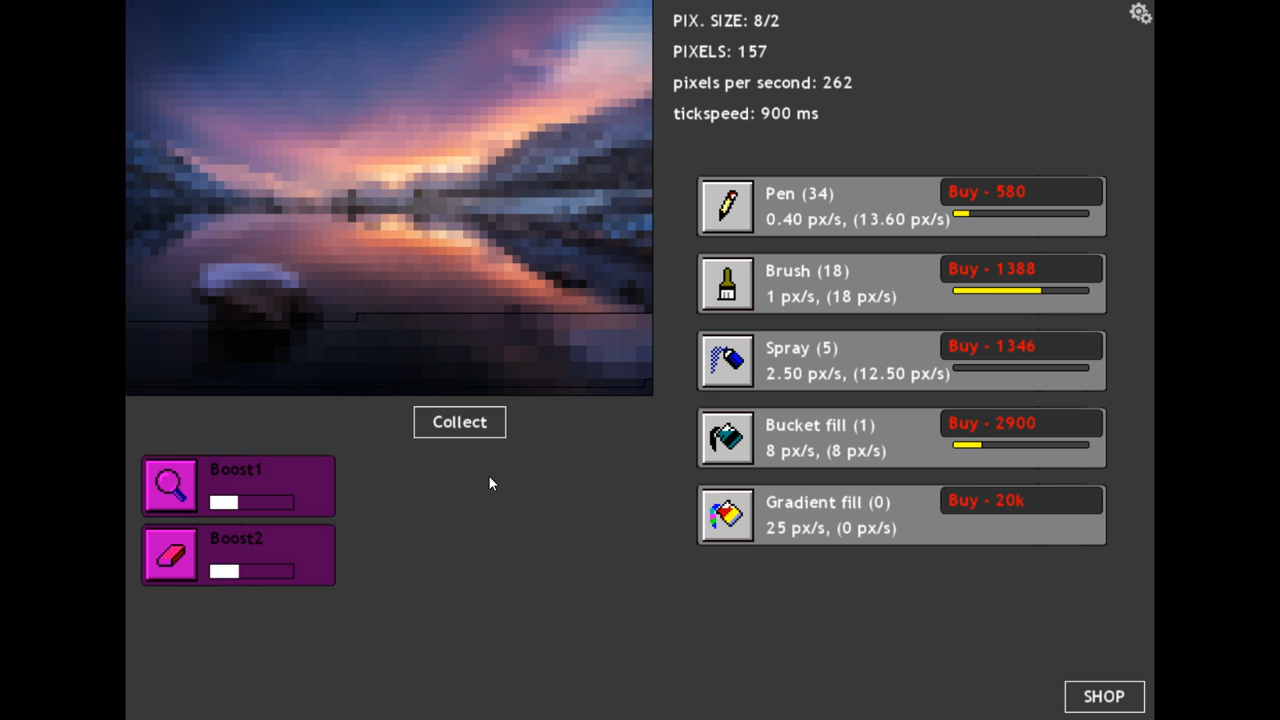 PIX. SIZE: 8/2
PIXELS: 157
pixels per second: 262
tickspeed: 900 ms
Pen (34)
Buy - 580
0.40 px/s, (13.60 px/s)
Brush (18)
Buy - 1388
1 px/s, (18 px/s)
Spray (5)
Buy - 1346
2.50 px/s, (12.50 px/s)
Bucket fill (1)
Buy - 2900
8 px/s, (8 px/s)
Gradient fill (0)
Buy - 20k
25 px/s, (0 px/s)
Collect
Boost1
Boost2
SHOP